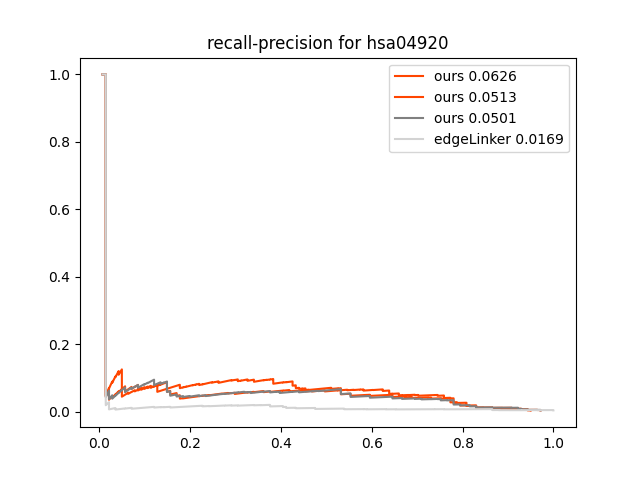 recall-precision for hsa04920
ours 0.0626
ours 0.0513
ours 0.0501
edgeLinker 0.0169
1.0
0.8
0.6
0.4
0.2
0.0
0.0 0.2 0.4 0.6 0.8 1.0